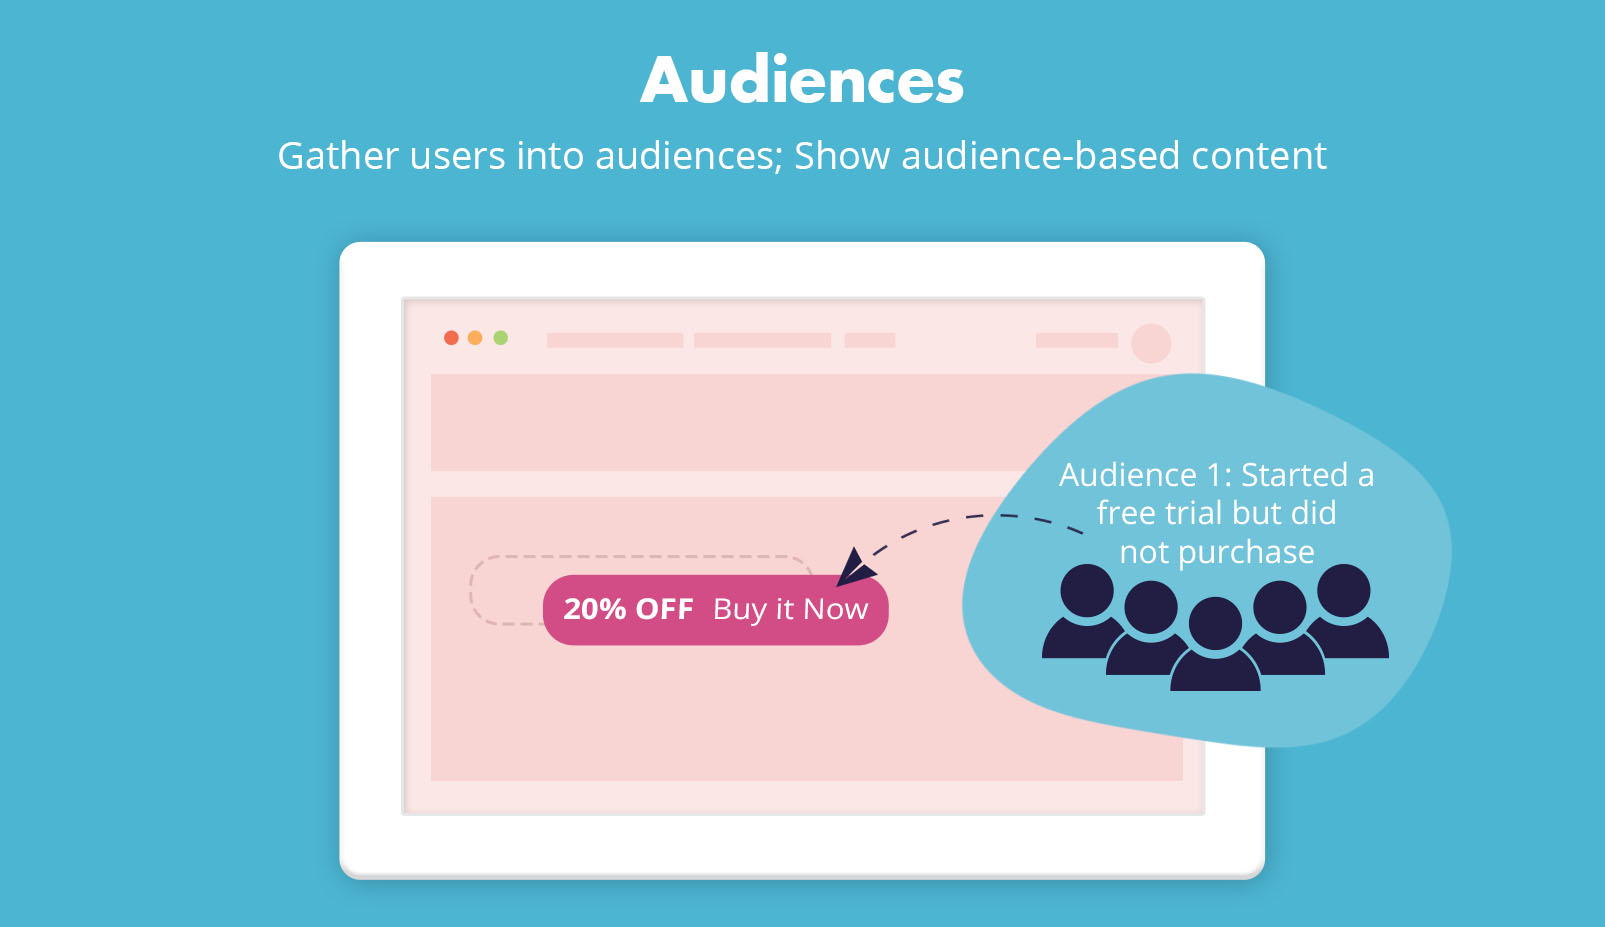 Audiences
Gather users into audiences; Show audience-based content
Audience 1: Started a
free trial but did
not purchase
20% OFF Buy it Now